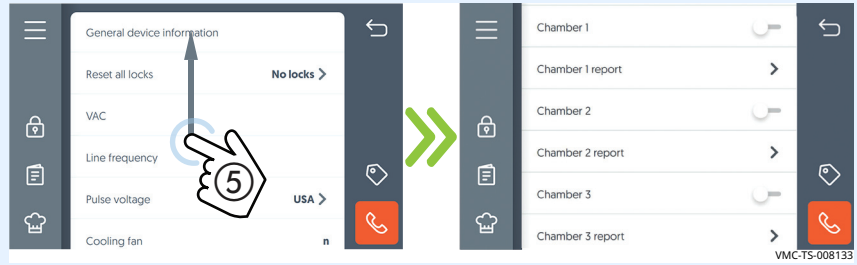 General device information
Reset all locks No locks
VAC
Line frequency
5
Pulse voltage USA
Cooling fan n
Chamber 1
Chamber 1 report
Chamber 2
Chamber 2 report
Chamber 3
Chamber 3 report
VMC-TS-008133